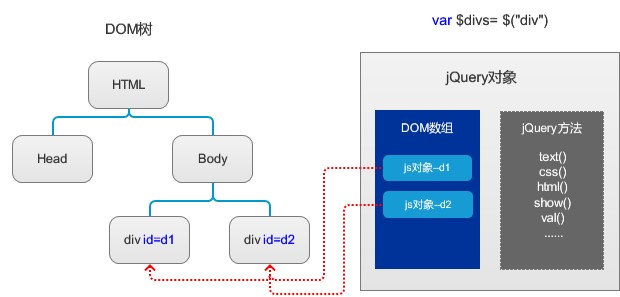 DOM树
var $divs= $("div")
HTML
Head
Body
div id=d1
div id=d2
jQuery对象
DOM数组
js对象–d1
js对象–d2
jQuery方法
text()
css()
html()
show()
val()
......